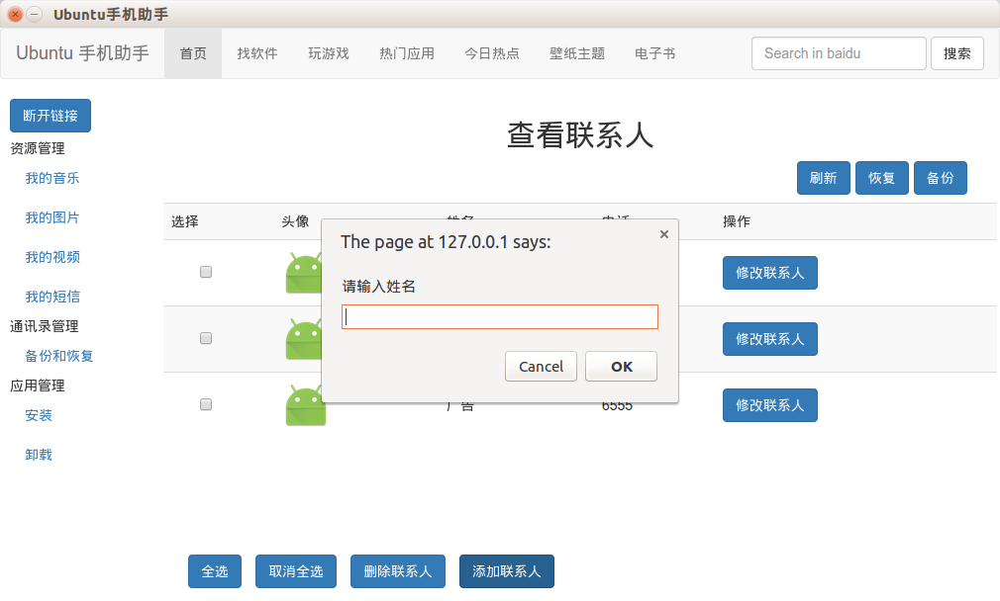 Ubuntu手机助手
Ubuntu 手机助手 首页 找软件 玩游戏 热门应用 今日热点 壁纸主题 电子书 Search in baidu 搜索
断开链接
资源管理
我的音乐
我的图片
我的视频
我的短信
通讯录管理
备份和恢复
应用管理
安装
卸载
查看联系人
刷新 恢复 备份
选择 头像 姓名 电话 操作
修改联系人
修改联系人
广告 6555 修改联系人
The page at 127.0.0.1 says:
请输入姓名
Cancel OK
全选 取消全选 删除联系人 添加联系人